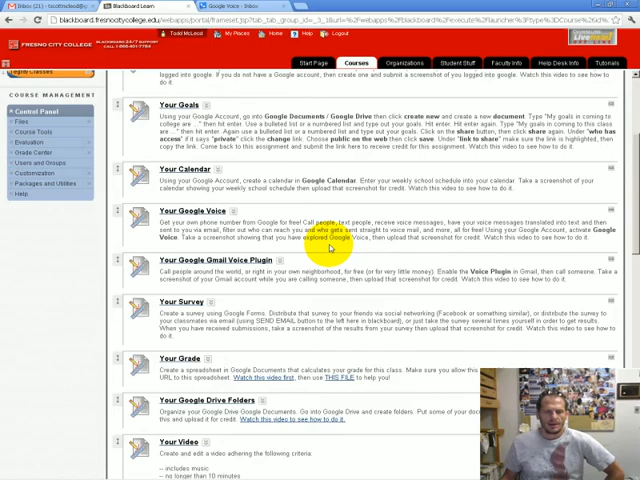 Inbox (21) - tscottmcleod@g
Blackboard Learn
Google Voice - Inbox
blackboard.fresnocitycollege.edu/webapps/portal/frameset.jsp?tab_tab_group_id=_3_1&url=%2Fwebapps%2Fblackboard%2Fexecute%2Flauncher%3Ftype%3DCourse%26id%
FRESNO CITY COLLEGE
BLACKBOARD 24/7 SUPPORT
CALL 1-866-401-7784
Todd McLeod
My Places
Home
Help
Logout
Start Page
Courses
Organizations
Student Stuff
Faculty Info
Help Desk Info
Tutorials
COURSE MANAGEMENT
Control Panel
Files
Course Tools
Evaluation
Grade Center
Users and Groups
Customization
Packages and Utilities
Help
logged into Google. If you do not have a Google account, then create one and submit a screenshot of you logged into google. Watch this video to see how to
do it.
Your Goals
Using your Google Account, go into Google Documents / Google Drive then click create new and create a new document. Type "My goals in coming to
college are ..." then hit enter. Use a bulleted list or a numbered list and type out your goals. Hit enter. Hit enter again. Type "My goals in this class
are ..." then hit enter. Again use a bulleted list or a numbered list and type out your goals. Click on the share button, then click share again. Under "who has
access" if it says "private" click the change link. Choose public on the web then click save. Under "link to share" make sure the link is highlighted, then
copy the link. Come back to this assignment and submit the link here to receive credit for this assignment. Watch this video to see how to do it.
Your Calendar
Using your Google Account, create a calendar in Google Calendar. Enter your weekly school schedule into your calendar. Take a screenshot of your
calendar showing your weekly school schedule then upload that screenshot for credit. Watch this video to see how to do it.
Your Google Voice
Get your own phone number from Google for free! Call people, text people, receive voice messages, have your voice messages translated into text and then
sent to you via email, filter out who can reach you and who gets sent straight to voice mail, and more, all for free! Using your Google Account, activate Google
Voice. Take a screenshot showing that you have explored Google Voice, then upload that screenshot for credit. Watch this video to see how to do it.
Your Google Gmail Voice Plugin
Call people around the world, or right in your own neighborhood, for free (or for very little money). Enable the Voice Plugin in Gmail, then call someone. Take a
screenshot of your Gmail account while you are calling someone, then upload that screenshot for credit. Watch this video to see how to do it.
Your Survey
Create a survey using Google Forms. Distribute that survey to your friends via social networking (Facebook or something similar), or distribute the survey to
your classmates via email (using SEND EMAIL button to the left here in blackboard), or just take the survey several times yourself in order to get results.
When you have received submissions, take a screenshot of the results from your survey then upload that screenshot for credit. Watch this video to see how to
do it.
Your Grade
Create a spreadsheet in Google Documents that calculates your grade for this class. Make sure you allow this
URL to this spreadsheet. Watch this video first, then use THIS FILE to help you!
Your Google Drive Folders
Organize your Google Drive Google Documents. Go into Google Drive and create folders. Put some of your doc
and this upload it for credit. Watch this video to see how to do it.
Your Video
Create and edit a video adhering the following criteria:
-- includes music
-- no longer than 10 minutes